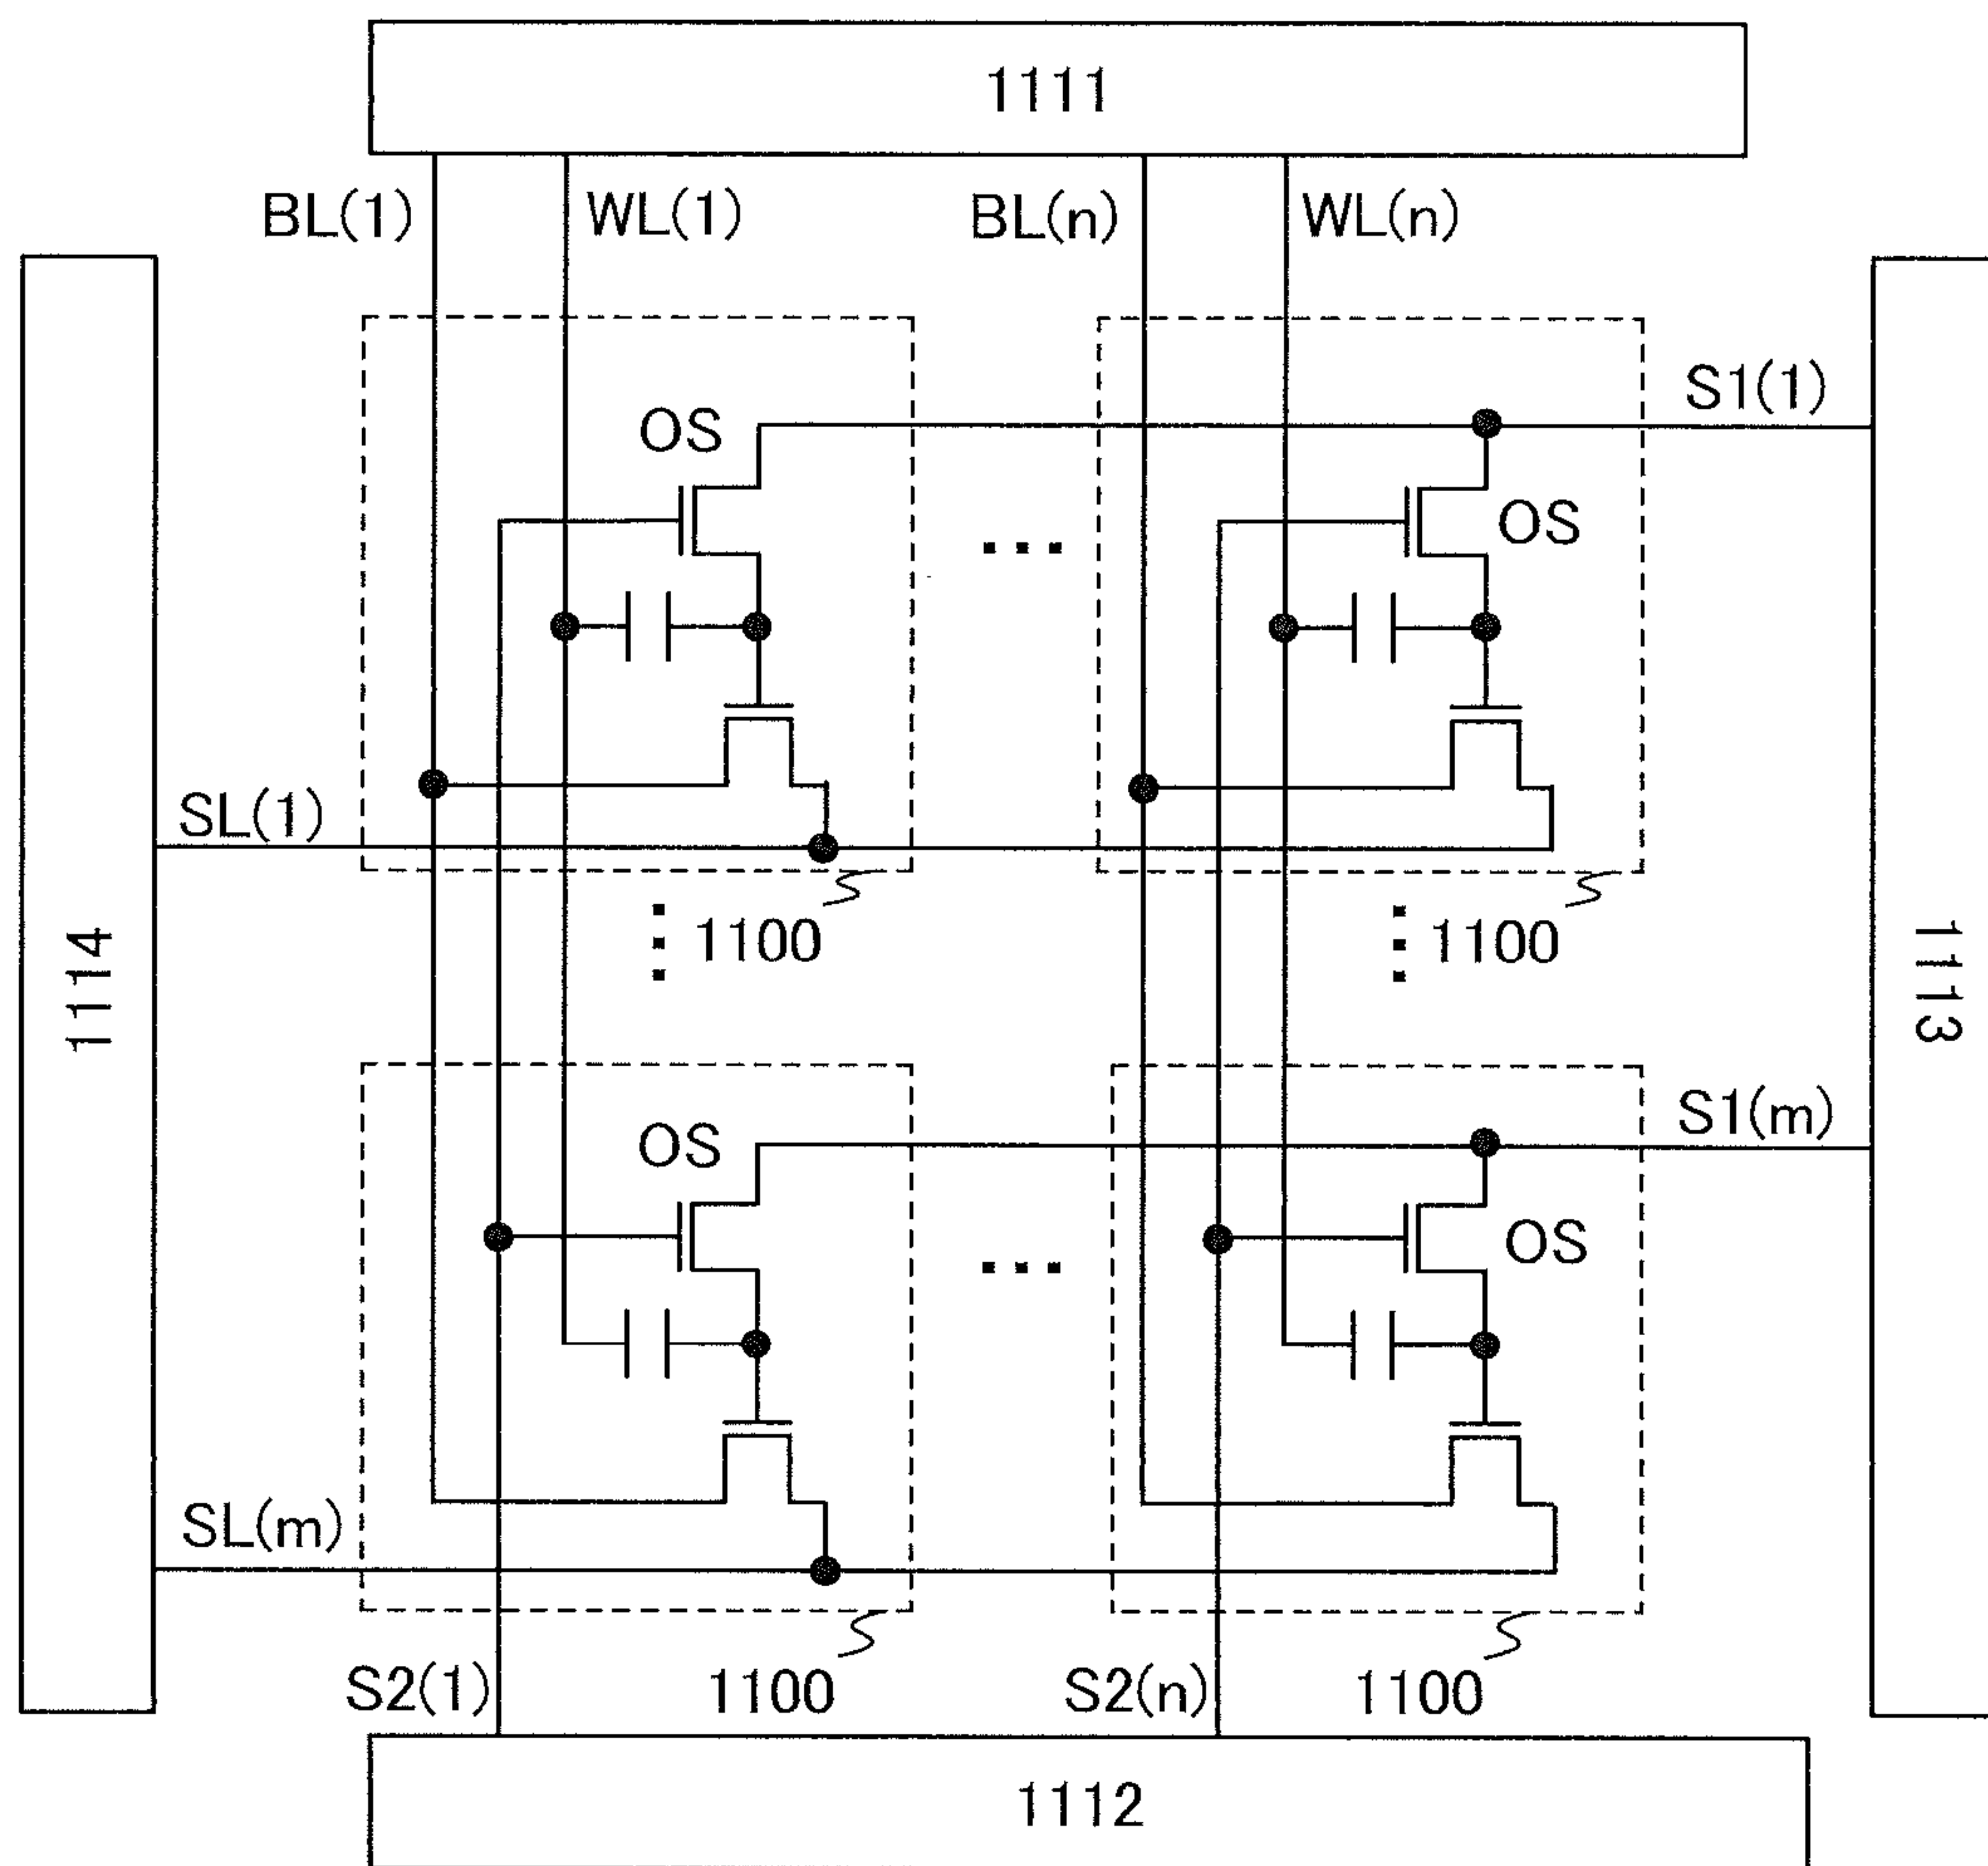 1111
BL(1)
WL(1)
BL(n)
WL(n)
S1(1)
OS
OS
SL(1)
1100
1100
1114
1113
S1(m)
OS
OS
SL(m)
S2(1)
1100
S2(n)
1100
1112